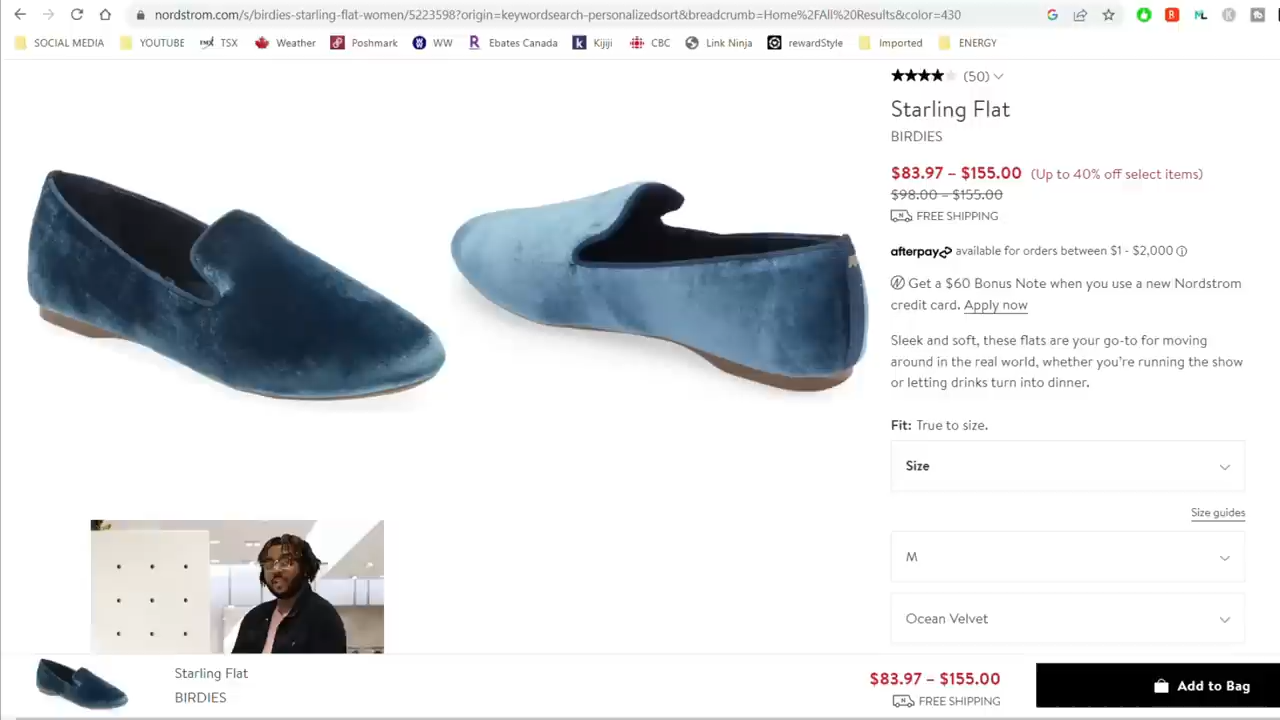 nordstrom.com/s/birdies-starling-flat-women/5223598?origin=keywordsearch-personalizedsort&breadcrumb=Home%2FAll%20Results&color=430
SOCIAL MEDIA YOUTUBE TSX Weather Poshmark WW Ebates Canada Kijiji CBC Link Ninja rewardStyle Imported ENERGY
(50)
Starling Flat
BIRDIES
$83.97 – $155.00 (Up to 40% off select items)
$98.00 – $155.00
FREE SHIPPING
afterpay available for orders between $1 - $2,000
Get a $60 Bonus Note when you use a new Nordstrom
credit card. Apply now
Sleek and soft, these flats are your go-to for moving
around in the real world, whether you're running the show
or letting drinks turn into dinner.
Fit: True to size.
Size
Size guides
M
Ocean Velvet
Starling Flat
BIRDIES
$83.97 – $155.00
FREE SHIPPING
Add to Bag